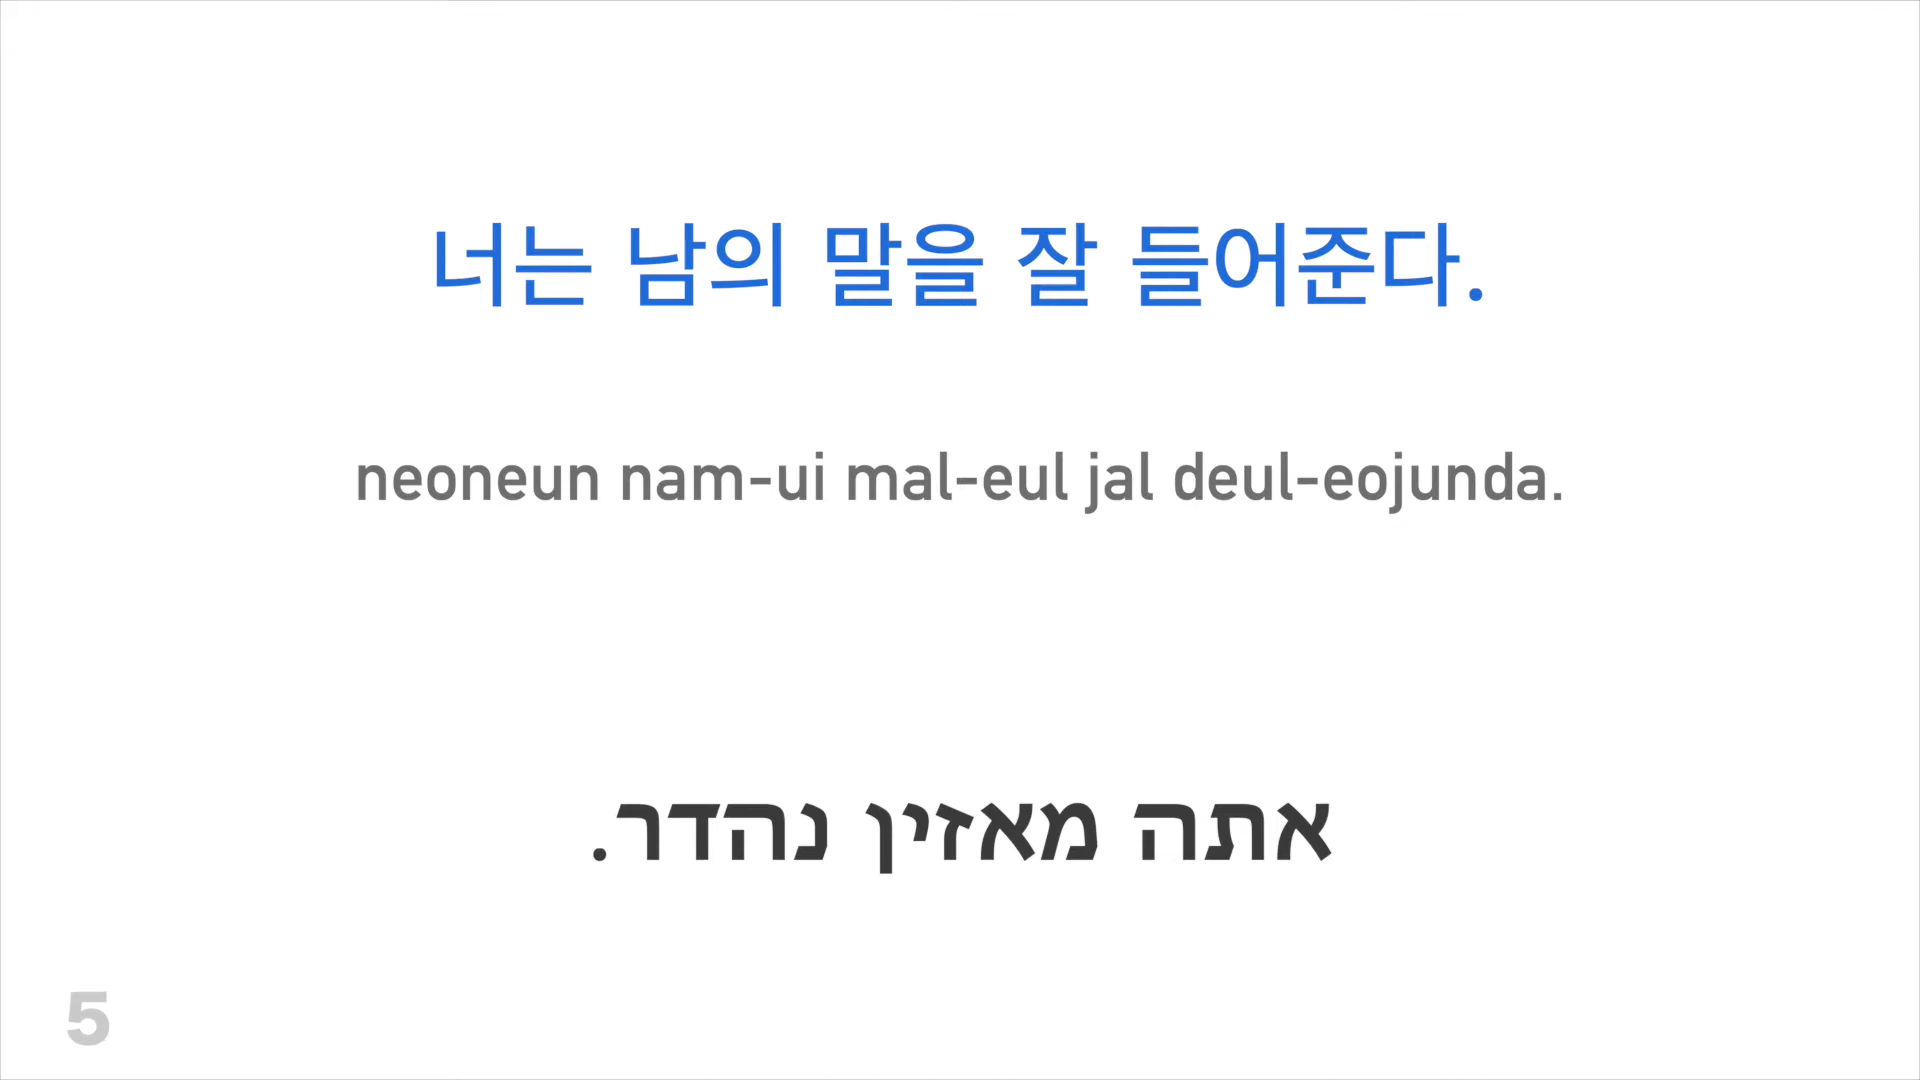 너는 남의 말을 잘 들어준다.
neoneun nam-ui mal-eul jal deul-eojunda.
אתה מאזין נהדר.
5